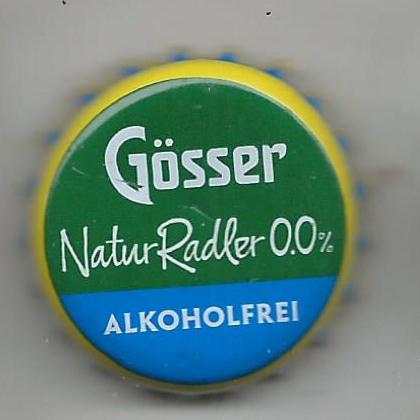 Gösser
NaturRadler 0.0%
ALKOHOLFREI